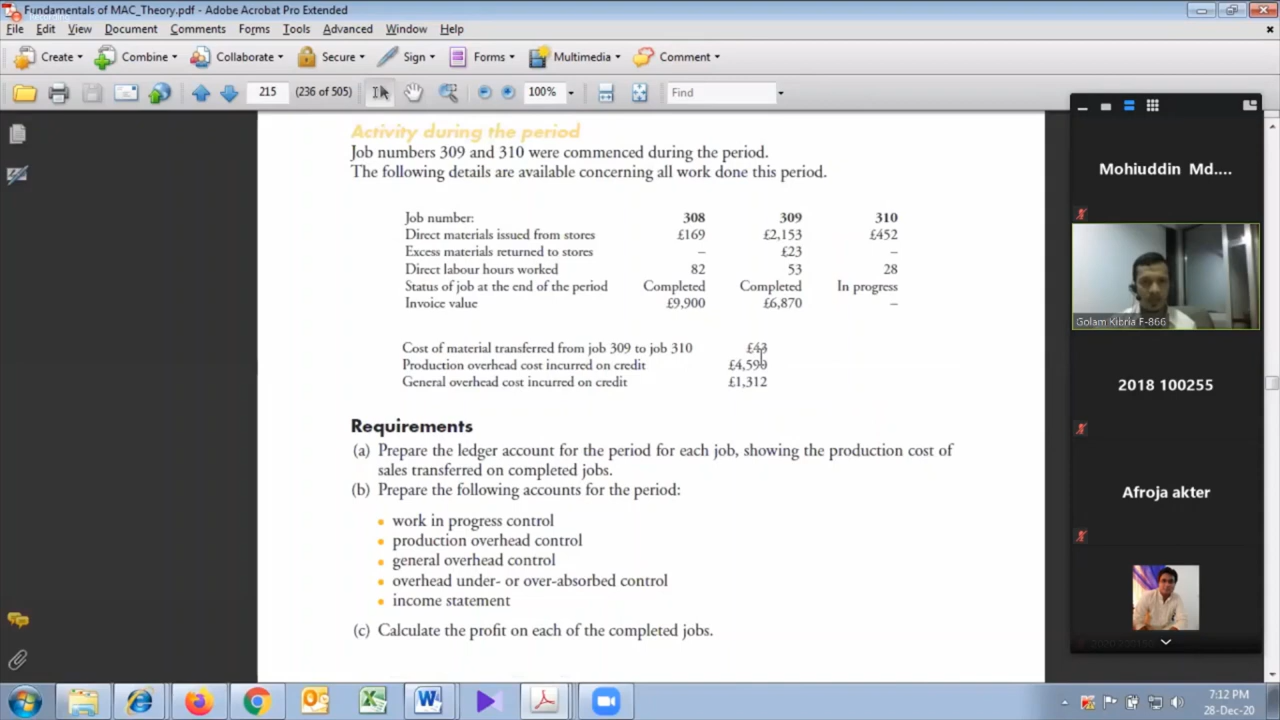 Fundamentals of MAC_Theory.pdf - Adobe Acrobat Pro Extended
File Edit View Document Comments Forms Tools Advanced Window Help
Create Combine Collaborate Secure Sign Forms Multimedia Comment
215 (236 of 505) 100% Find
Activity during the period
Job numbers 309 and 310 were commenced during the period.
The following details are available concerning all work done this period.
Job number: 308 309 310
Direct materials issued from stores £169 £2,153 £452
Excess materials returned to stores – £23 –
Direct labour hours worked 82 53 28
Status of job at the end of the period Completed Completed In progress
Invoice value £9,900 £6,870 –
Cost of material transferred from job 309 to job 310 £43
Production overhead cost incurred on credit £4,590
General overhead cost incurred on credit £1,312
Requirements
(a) Prepare the ledger account for the period for each job, showing the production cost of
sales transferred on completed jobs.
(b) Prepare the following accounts for the period:
• work in progress control
• production overhead control
• general overhead control
• overhead under- or over-absorbed control
• income statement
(c) Calculate the profit on each of the completed jobs.
Mohiuddin Md....
Golam Kibria F-866
2018 100255
Afroja akter
7:12 PM
28-Dec-20